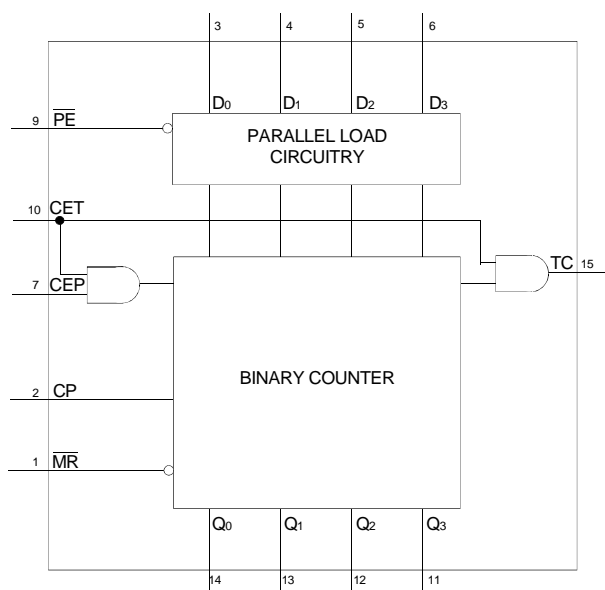 3 4 5 6
D0 D1 D2 D3
9 PE
PARALLEL LOAD
CIRCUITRY
10 CET
TC 15
7 CEP
BINARY COUNTER
2 CP
1 MR
Q0 Q1 Q2 Q3
14 13 12 11